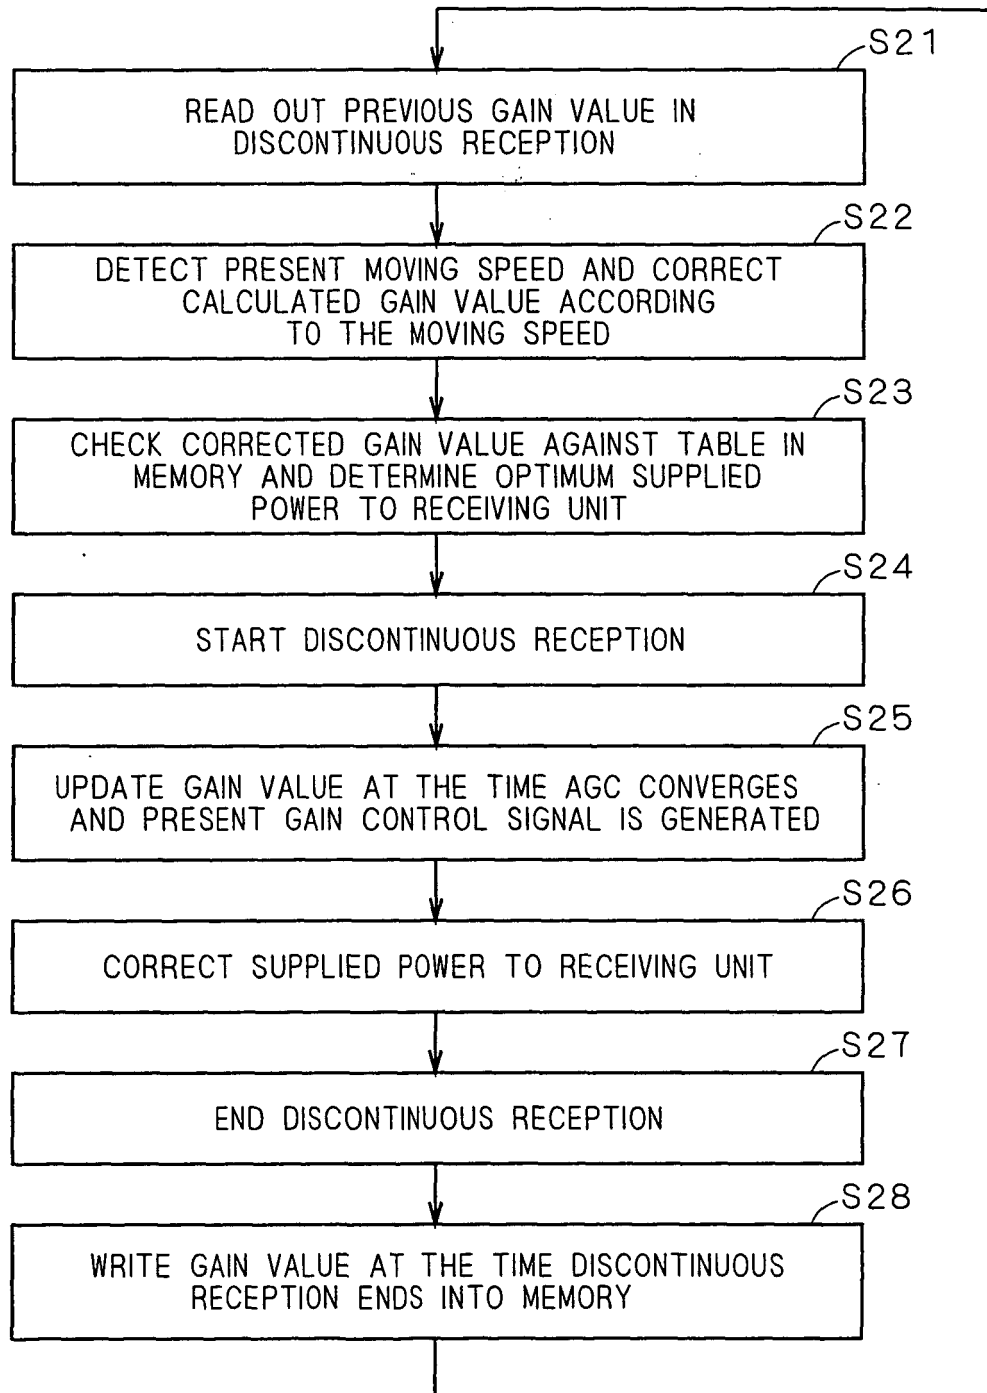 S21
READ OUT PREVIOUS GAIN VALUE IN
DISCONTINUOUS RECEPTION
S22
DETECT PRESENT MOVING SPEED AND CORRECT
CALCULATED GAIN VALUE ACCORDING
TO THE MOVING SPEED
S23
CHECK CORRECTED GAIN VALUE AGAINST TABLE IN
MEMORY AND DETERMINE OPTIMUM SUPPLIED
POWER TO RECEIVING UNIT
S24
START DISCONTINUOUS RECEPTION
S25
UPDATE GAIN VALUE AT THE TIME AGC CONVERGES
AND PRESENT GAIN CONTROL SIGNAL IS GENERATED
S26
CORRECT SUPPLIED POWER TO RECEIVING UNIT
S27
END DISCONTINUOUS RECEPTION
S28
WRITE GAIN VALUE AT THE TIME DISCONTINUOUS
RECEPTION ENDS INTO MEMORY